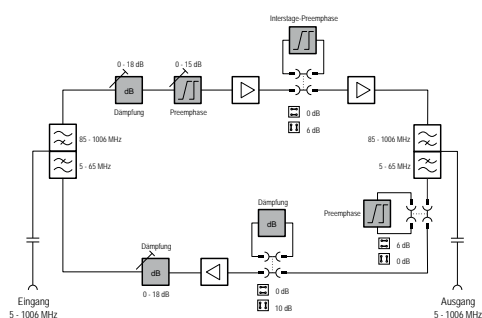 Interstage-Preemphase
0 - 18 dB
0 - 15 dB
dB
Dämpfung
Preemphase
0 dB
6 dB
85 - 1006 MHz
5 - 65 MHz
85 - 1006 MHz
5 - 65 MHz
Dämpfung
dB
Preemphase
6 dB
0 dB
Dämpfung
dB
0 - 18 dB
0 dB
10 dB
Eingang
5 - 1006 MHz
Ausgang
5 - 1006 MHz